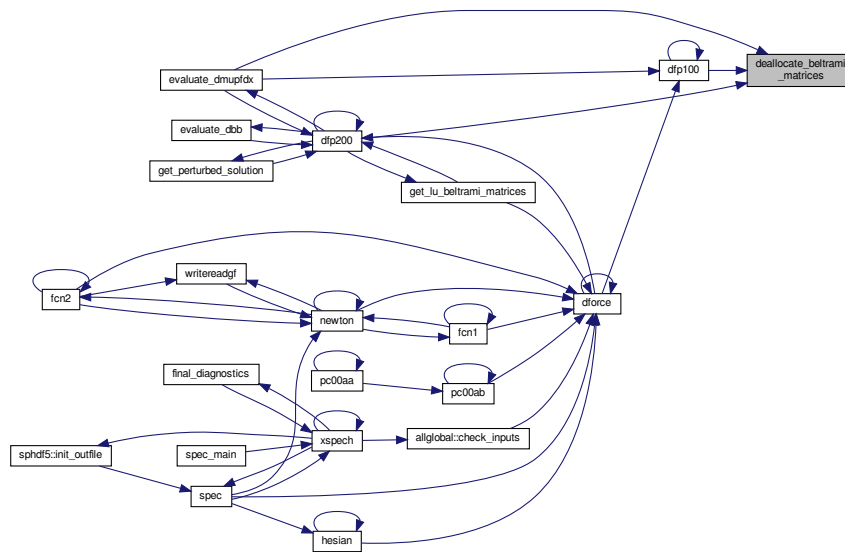 deallocate_beltrami
_matrices
dfp100
evaluate_dmupfdx
evaluate_dbb
dfp200
get_perturbed_solution
get_lu_beltrami_matrices
writereadgf
fcn2
dforce
newton
fcn1
final_diagnostics
pc00aa
pc00ab
xspech
allglobal::check_inputs
sphdf5::init_outfile
spec_main
spec
hesian